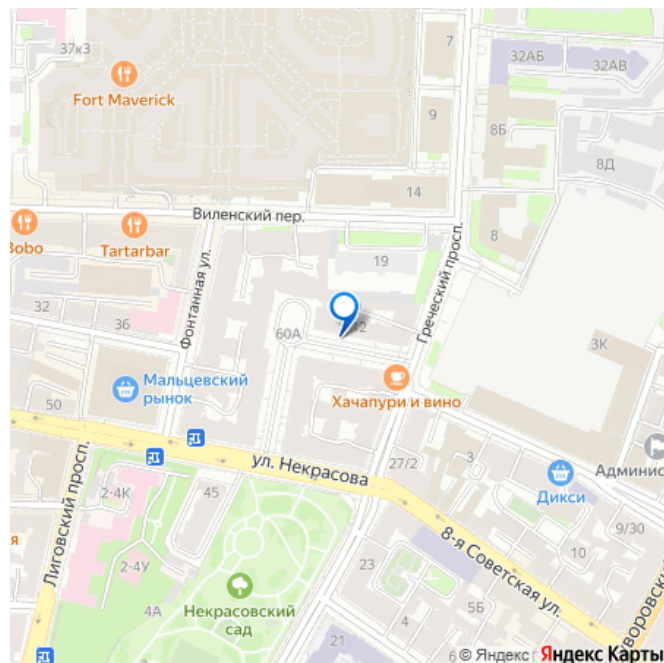 37к3
7
32АБ
32АВ
Fort Maverick
9
8Б
8Д
14
Виленский пер.
Bobo
Tartarbar
8
Фонтанная ул.
19
Греческий просп.
32
36
60А
12
3К
Мальцевский
рынок
Хачапури и вино
50
ул. Некрасова
27/2
3
Админис
Дикси
Лиговский просп.
2-4К
45
9/30
8-я Советская ул.
10
я
2-4У
23
4А
Некрасовский
сад
5Б
21
6
воровский
© Яндекс
Яндекс Карты